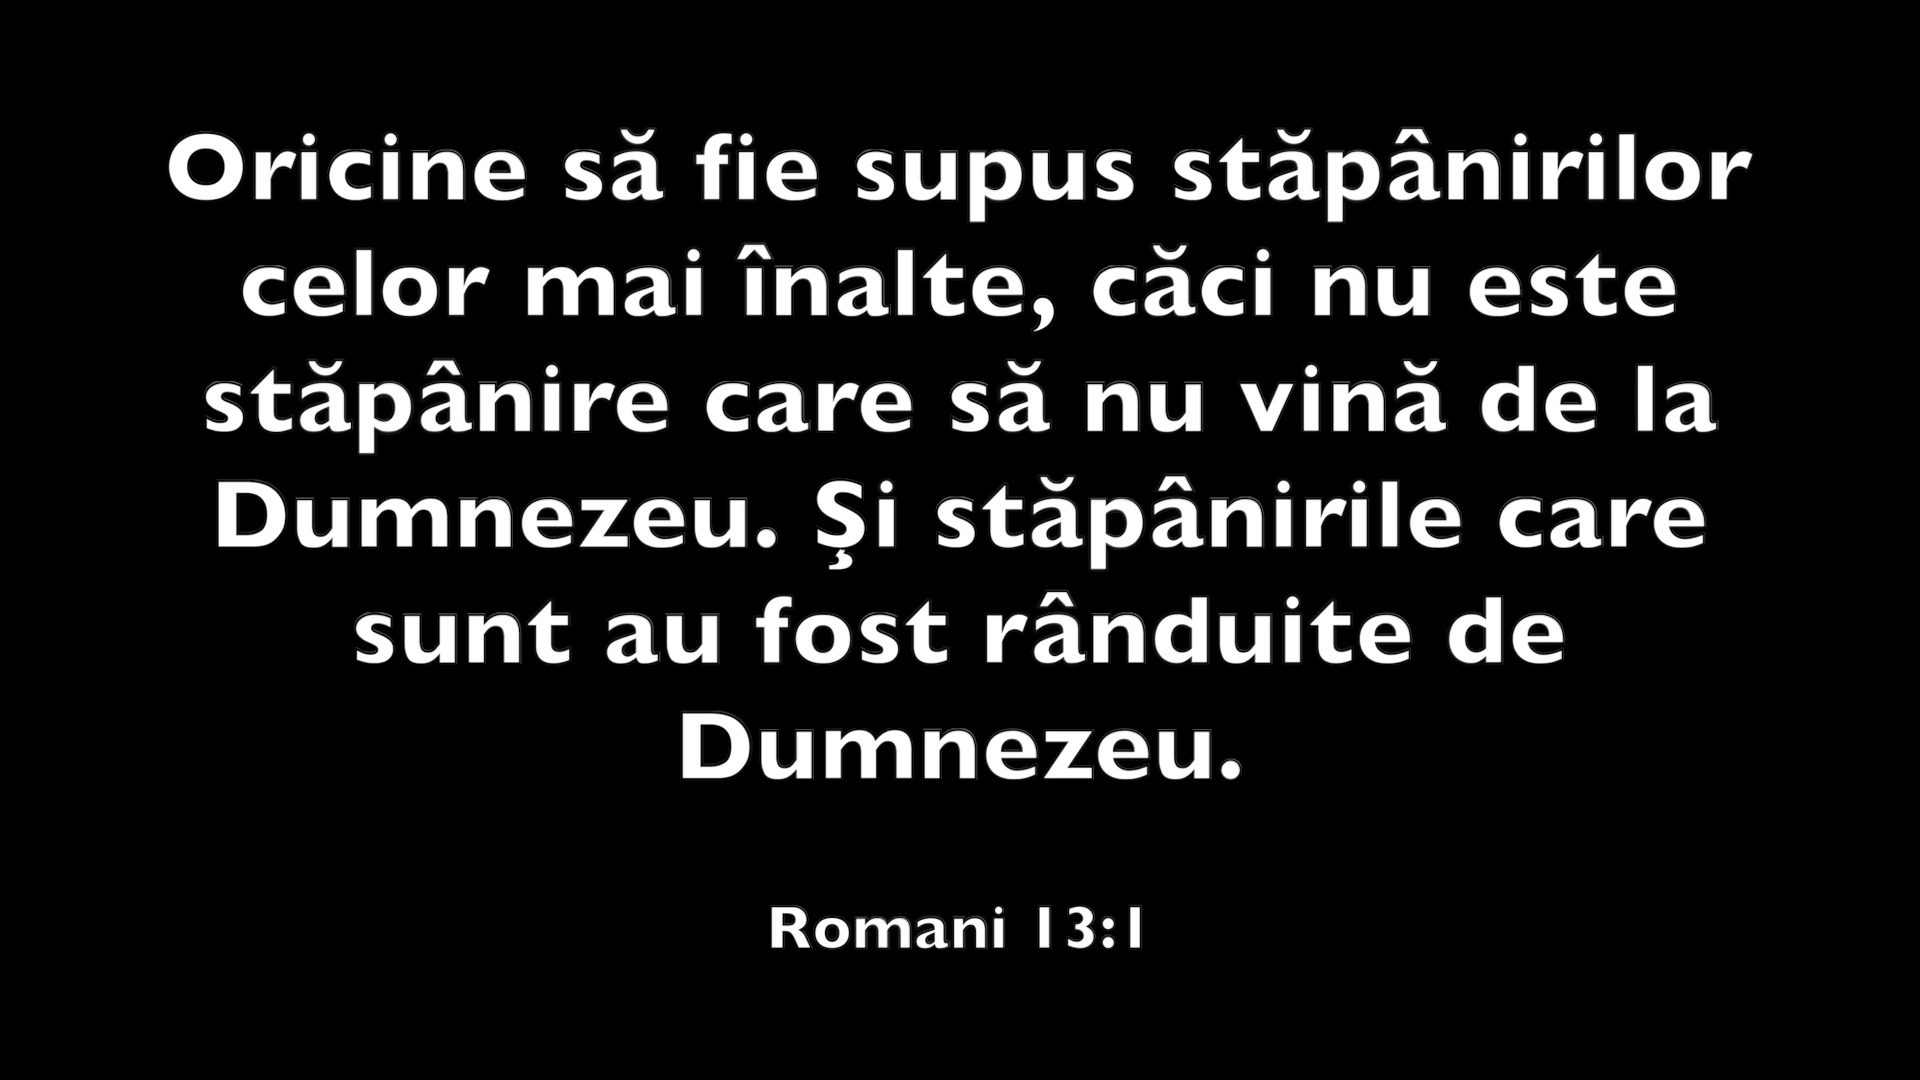 Oricine să fie supus stăpânirilor
celor mai înalte, căci nu este
stăpânire care să nu vină de la
Dumnezeu. Şi stăpânirile care
sunt au fost rânduite de
Dumnezeu.
Romani 13:1